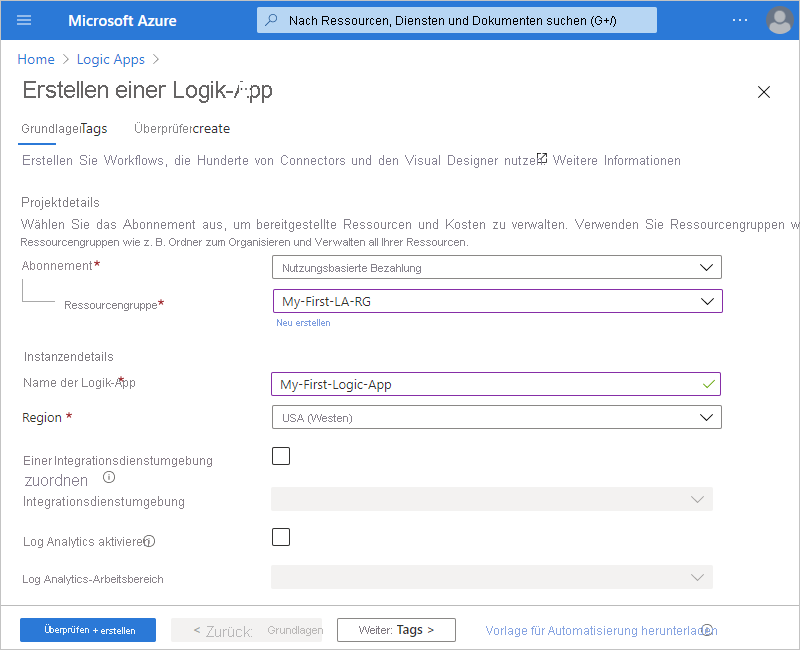 Microsoft Azure
Nach Ressourcen, Diensten und Dokumenten suchen (G+/)
Home > Logic Apps >
Erstellen einer Logik-App
Grundlagen Tags Überprüfen create
Erstellen Sie Workflows, die Hunderte von Connectors und den Visual Designer nutzen. Weitere Informationen
Projektdetails
Wählen Sie das Abonnement aus, um bereitgestellte Ressourcen und Kosten zu verwalten. Verwenden Sie Ressourcengruppen w
Ressourcengruppen wie z. B. Ordner zum Organisieren und Verwalten all Ihrer Ressourcen.
Abonnement* Nutzungsbasierte Bezahlung
Ressourcengruppe* My-First-LA-RG
Neu erstellen
Instanzendetails
Name der Logik-App* My-First-Logic-App
Region * USA (Westen)
Einer Integrationsdienstumgebung
zuordnen
Integrationsdienstumgebung
Log Analytics aktivieren
Log Analytics-Arbeitsbereich
Überprüfen + erstellen < Zurück: Grundlagen Weiter: Tags > Vorlage für Automatisierung herunterladen